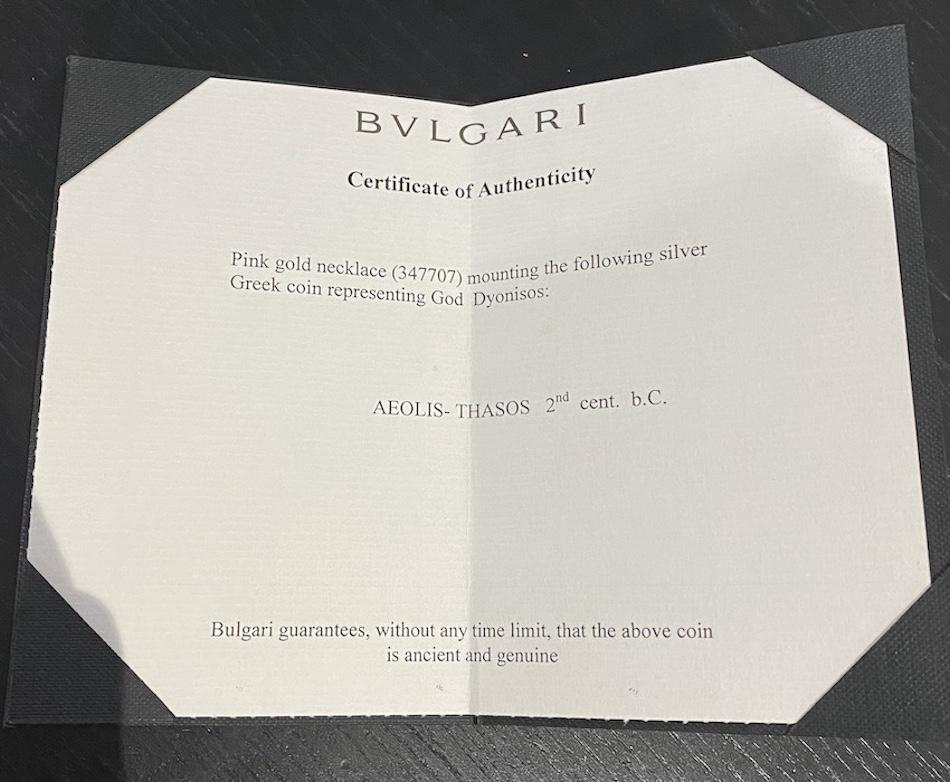 BVLGARI
Certificate of Authenticity
Pink gold necklace (347707) mounting the following silver
Greek coin representing God Dyonisos:
AEOLIS- THASOS 2nd cent. b.C.
Bulgari guarantees, without any time limit, that the above coin
is ancient and genuine